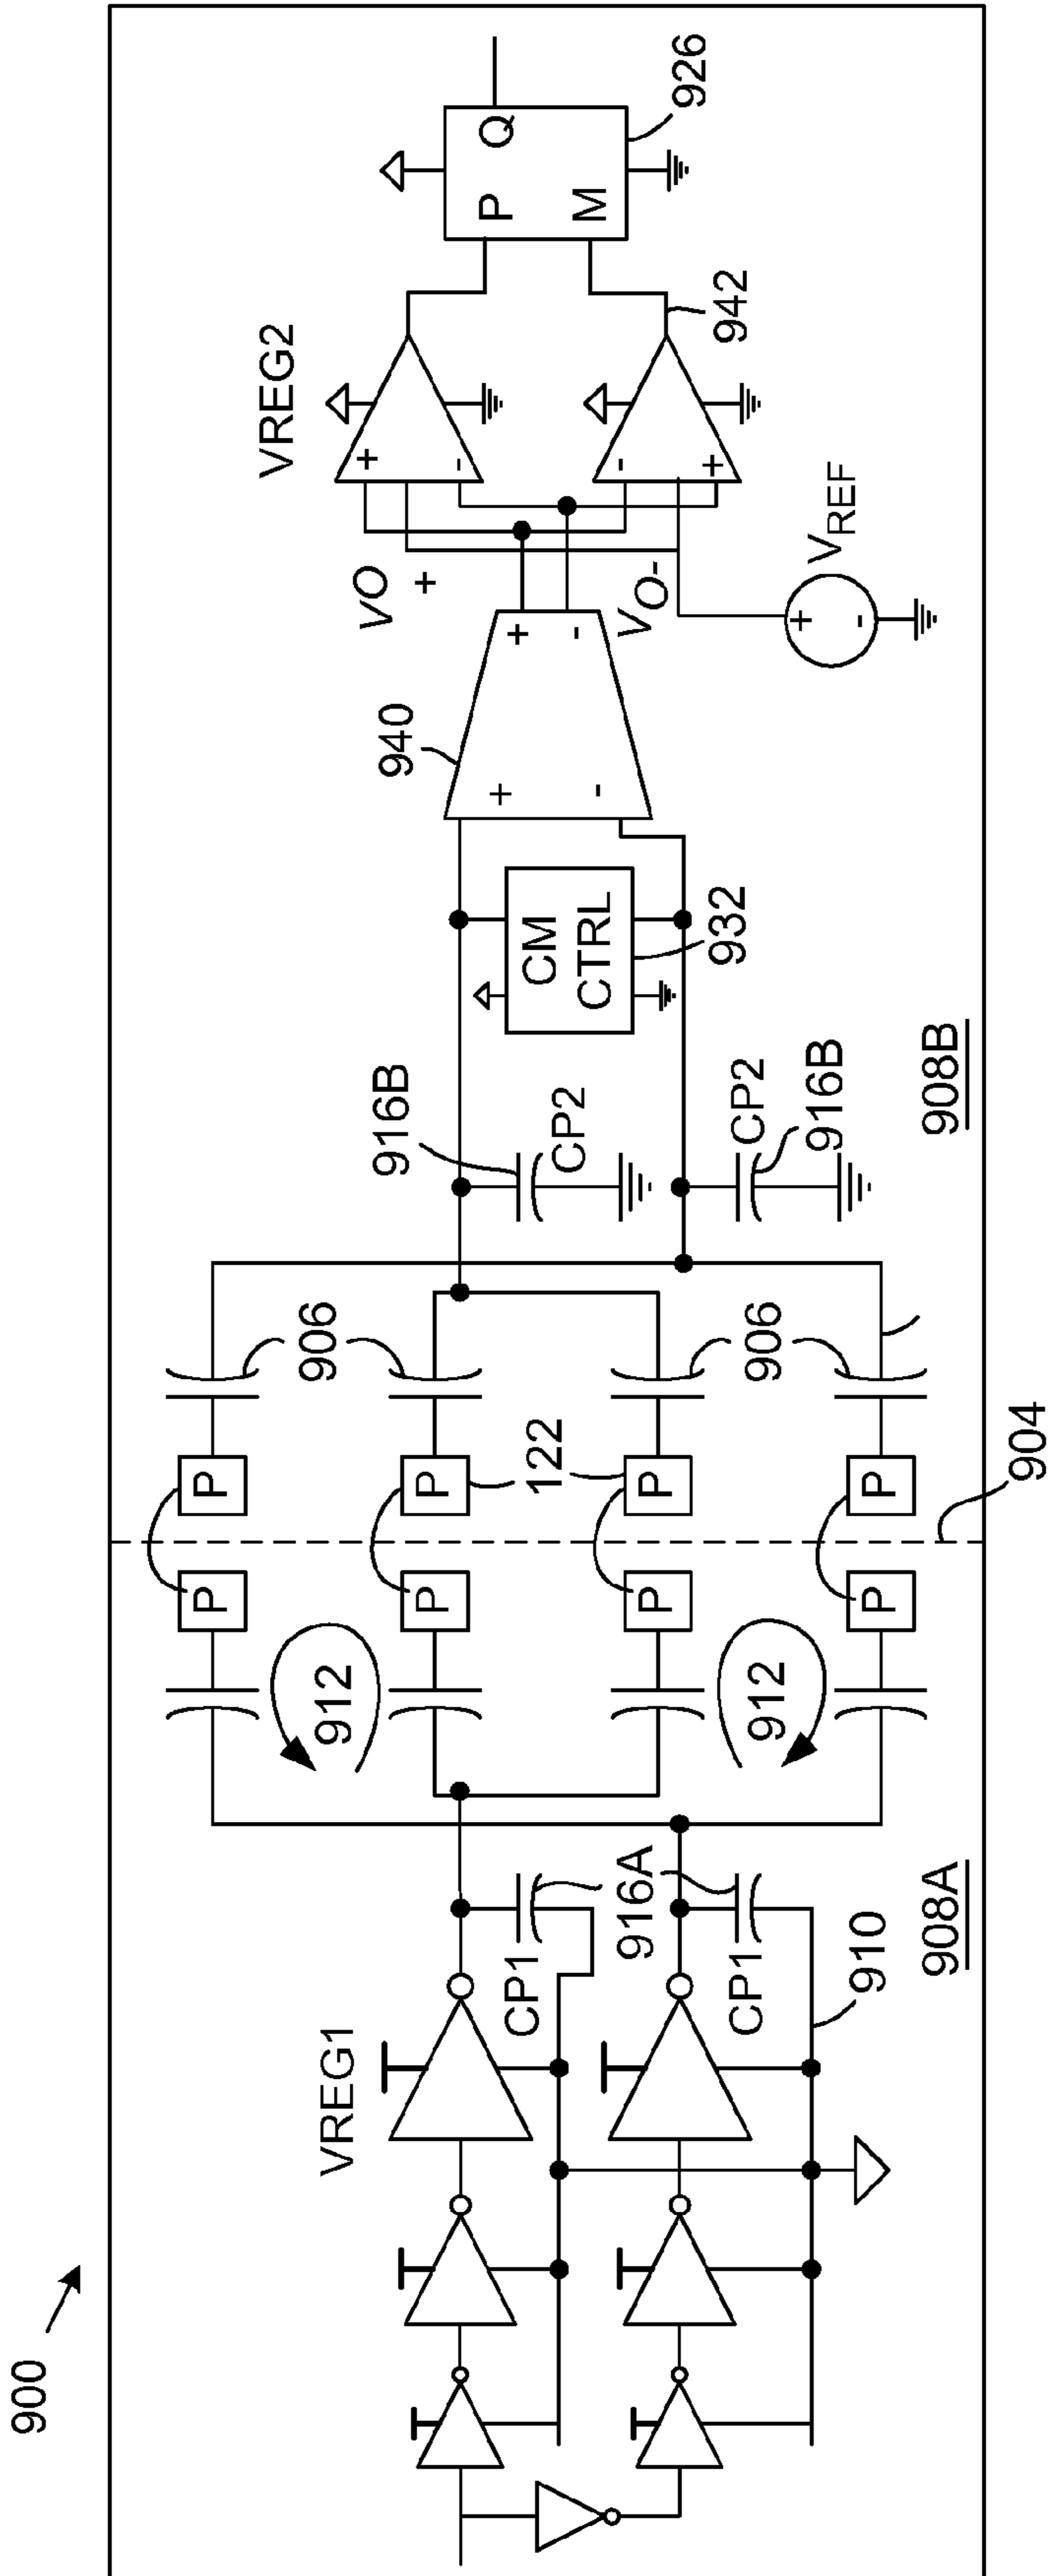 900
VREG1
CP1
916A
CP1
910
908A
P
P
P
P
912
912
P
P
P
P
904
122
906
906
916B
CP2
CP2
916B
908B
CM
CTRL
932
940
+
-
+
-
VO
+
VO-
VREF
+
-
VREG2
+
-
-
+
942
P
Q
M
926